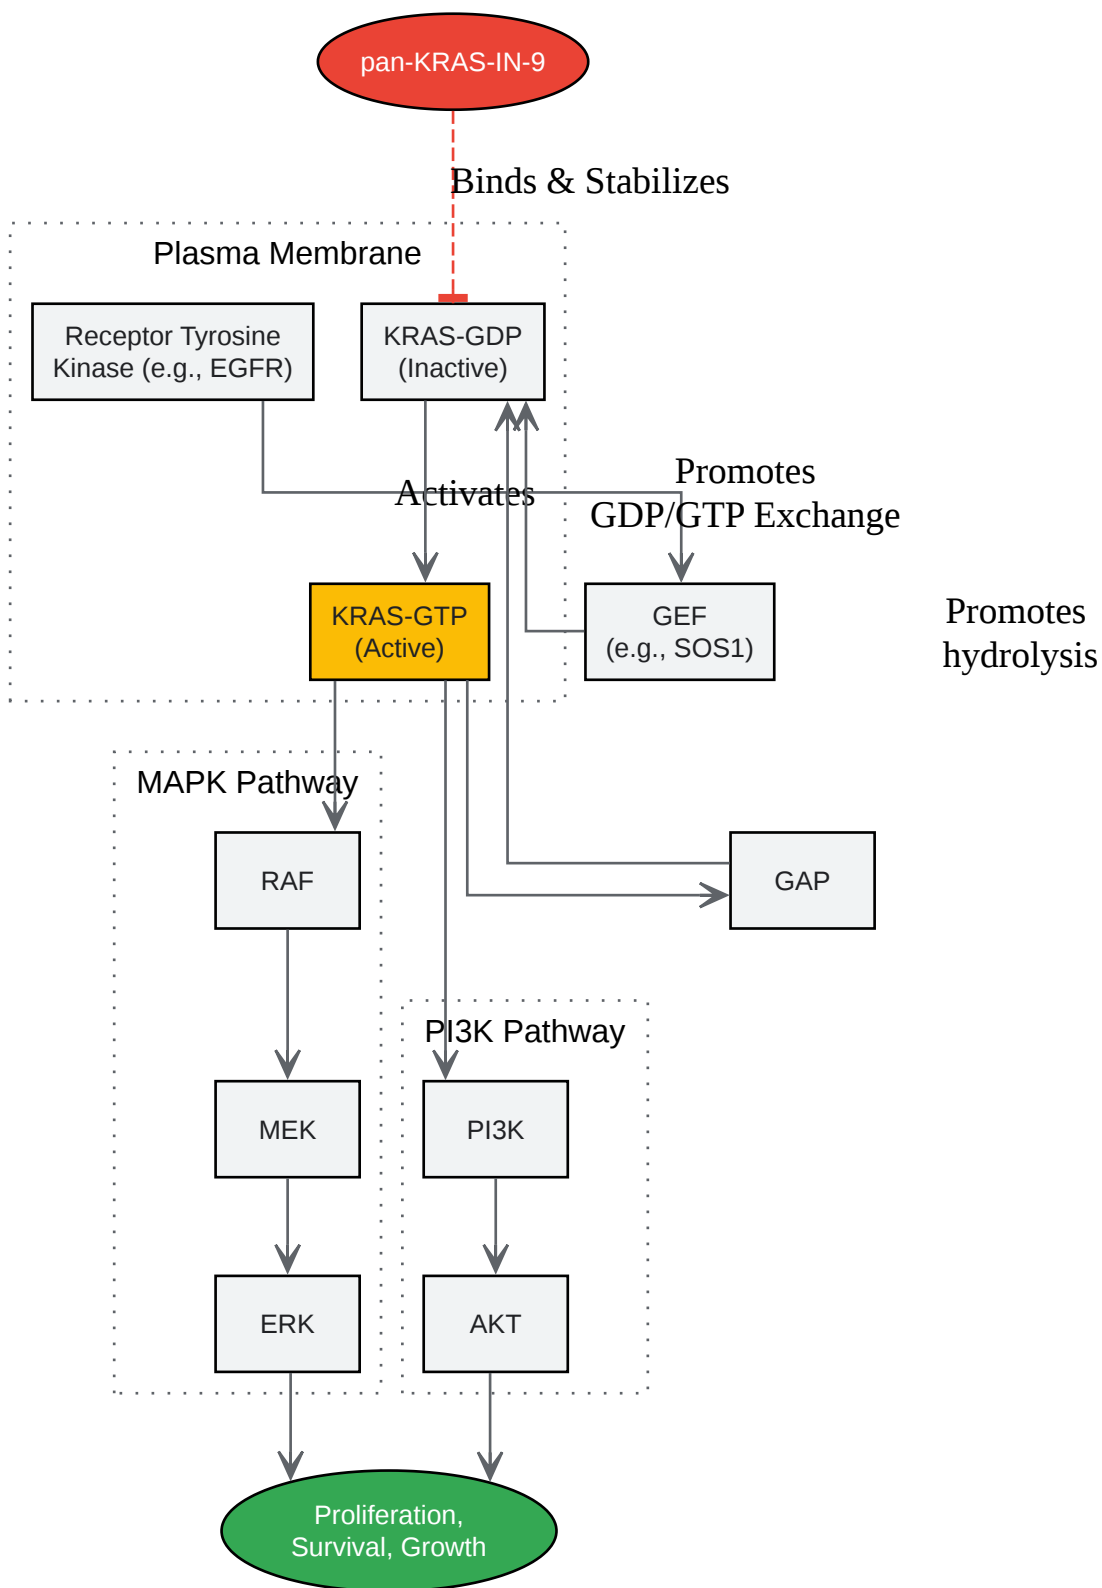 pan-KRAS-IN-9
Binds & Stabilizes
Plasma Membrane
Receptor Tyrosine
Kinase (e.g., EGFR)
KRAS-GDP
(Inactive)
Activates
Promotes
GDP/GTP Exchange
KRAS-GTP
(Active)
GEF
(e.g., SOS1)
Promotes
hydrolysis
MAPK Pathway
RAF
GAP
PI3K Pathway
MEK
PI3K
ERK
AKT
Proliferation,
Survival, Growth